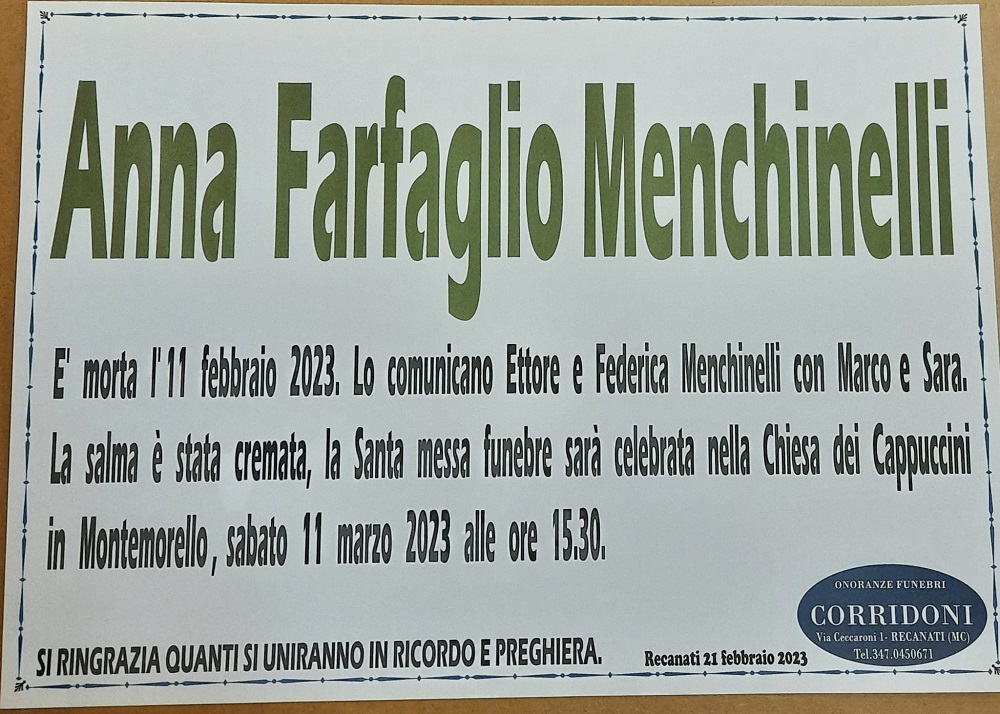 Anna Farfaglio Menchinelli
E' morta l'11 febbraio 2023. Lo comunicano Ettore e Federica Menchinelli con Marco e Sara.
La salma è stata cremata, la Santa messa funebre sarà celebrata nella Chiesa dei Cappuccini
in Montemorello, sabato 11 marzo 2023 alle ore 15.30.
SI RINGRAZIA QUANTI SI UNIRANNO IN RICORDO E PREGHIERA.
Recanati 21 febbraio 2023
ONORANZE FUNEBRI
CORRIDONI
Via Ceccaroni 1- RECANATI (MC)
Tel.347.0450671